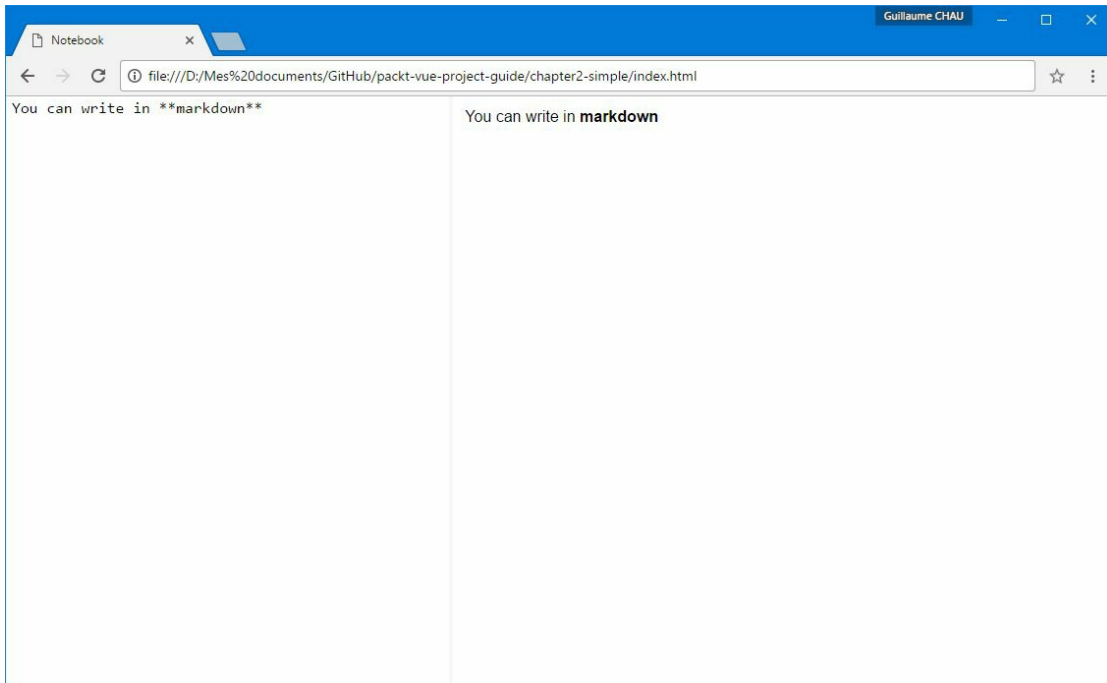 Guillaume CHAU
Notebook
file:///D:/Mes%20documents/GitHub/packt-vue-project-guide/chapter2-simple/index.html
You can write in **markdown**
You can write in markdown